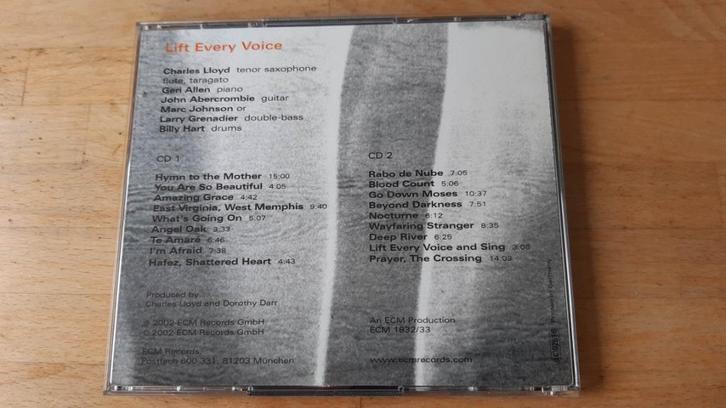 Lift Every Voice
Charles Lloyd tenor saxophone
flute, taragato
Geri Allen piano
John Abercrombie guitar
Marc Johnson or
Larry Grenadier double-bass
Billy Hart drums
CD 1
Hymn to the Mother 15:00
You Are So Beautiful 4:05
Amazing Grace 4:42
East Virginia, West Memphis 9:40
What's Going On 5:07
Angel Oak 3:33
Te Amaré 6:46
I'm Afraid 7:38
Hafez, Shattered Heart 4:43
CD 2
Rabo de Nube 7:05
Blood Count 5:06
Go Down Moses 10:37
Beyond Darkness 7:51
Nocturne 6:12
Wayfaring Stranger 8:35
Deep River 6:25
Lift Every Voice and Sing 3:08
Prayer, The Crossing 14:03
Produced by
Charles Lloyd and Dorothy Darr
℗ 2002 ECM Records GmbH
© 2002 ECM Records GmbH
ECM Records
Postfach 600 331, 81203 München
An ECM Production
ECM 1832/33
www.ecmrecords.com
Germany